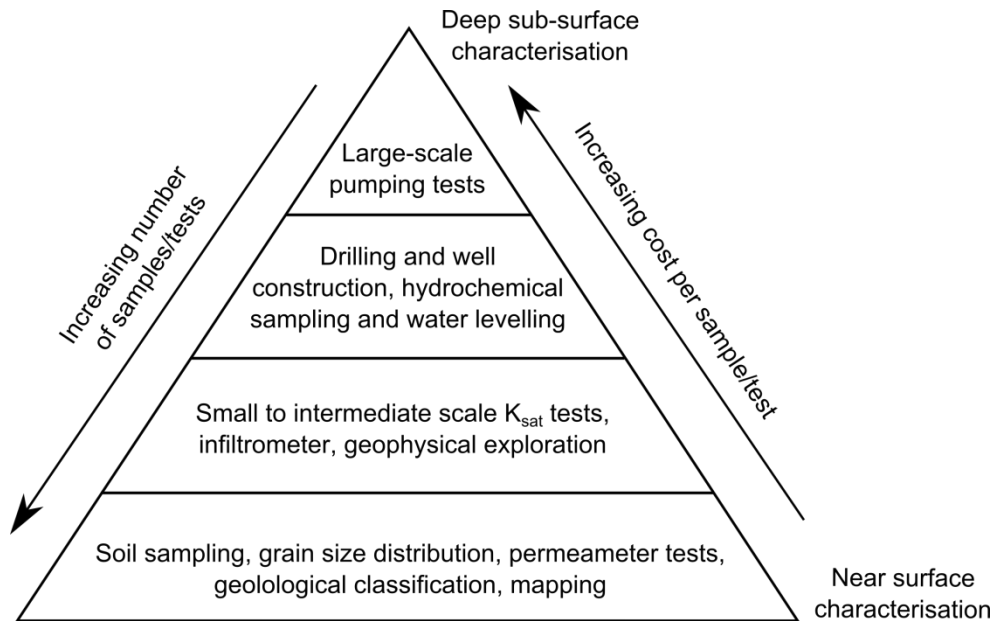 Deep sub-surface
characterisation
Large-scale
pumping tests
Increasing number
of samples/tests
Increasing cost per sample/test
Drilling and well
construction, hydrochemical
sampling and water levelling
Small to intermediate scale Ksat tests,
infiltrometer, geophysical exploration
Soil sampling, grain size distribution, permeameter tests,
geolological classification, mapping
Near surface
characterisation